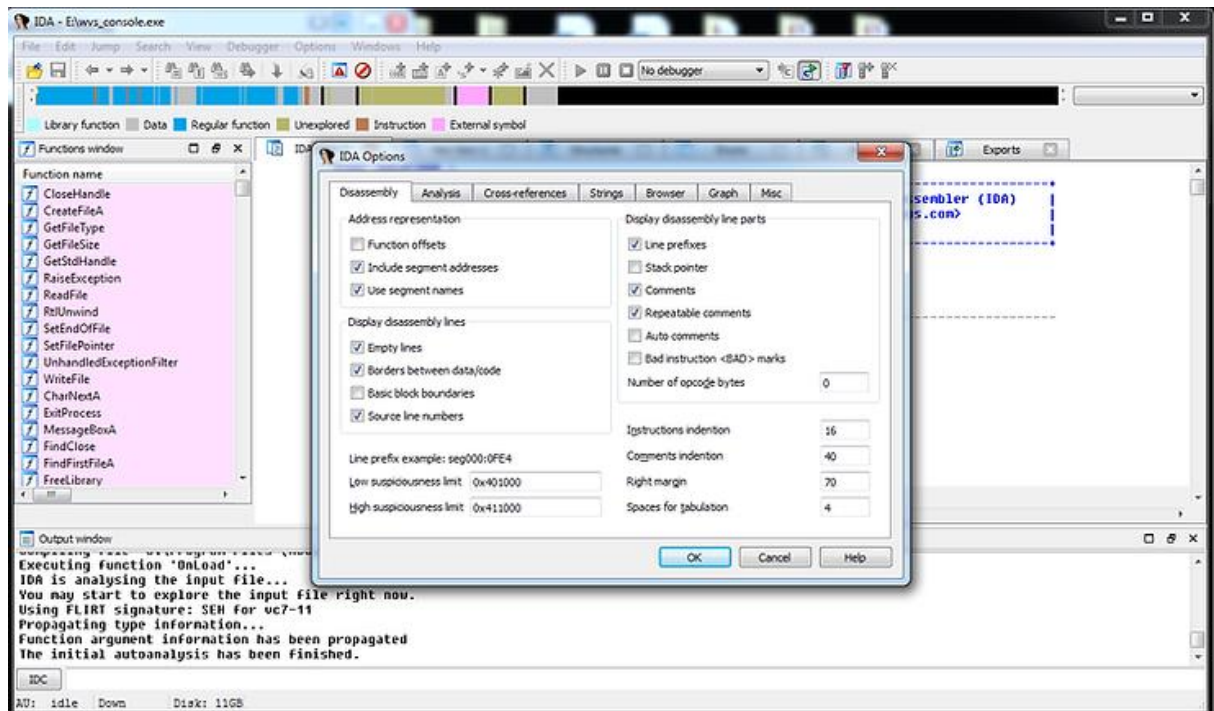 IDA - E:\wvs_console.exe
File Edit Jump Search View Debugger Options Windows Help
No debugger
Library function Data Regular function Unexplored Instruction External symbol
Functions window
IDA
Exports
Function name
CloseHandle
CreateFileA
GetFileType
GetFileSize
GetStdHandle
RaiseException
ReadFile
RtlUnwind
SetEndOfFile
SetFilePointer
UnhandledExceptionFilter
WriteFile
CharNextA
ExitProcess
MessageBoxA
FindClose
FindFirstFileA
FreeLibrary
sembler (IDA)
s.com>
IDA Options
Disassembly Analysis Cross-references Strings Browser Graph Misc
Address representation
Function offsets
Include segment addresses
Use segment names
Display disassembly lines
Empty lines
Borders between data/code
Basic block boundaries
Source line numbers
Line prefix example: seg000:0FE4
Low suspiciousness limit 0x401000
High suspiciousness limit 0x411000
Display disassembly line parts
Line prefixes
Stack pointer
Comments
Repeatable comments
Auto comments
Bad instruction <BAD> marks
Number of opcode bytes 0
Instructions indention 16
Comments indention 40
Right margin 70
Spaces for tabulation 4
OK Cancel Help
Output window
Executing function 'OnLoad'...
IDA is analysing the input file...
You may start to explore the input file right now.
Using FLIRT signature: SEH for vc7-11
Propagating type information...
Function argument information has been propagated
The initial autoanalysis has been finished.
IDC
AU: idle Down Disk: 11GB